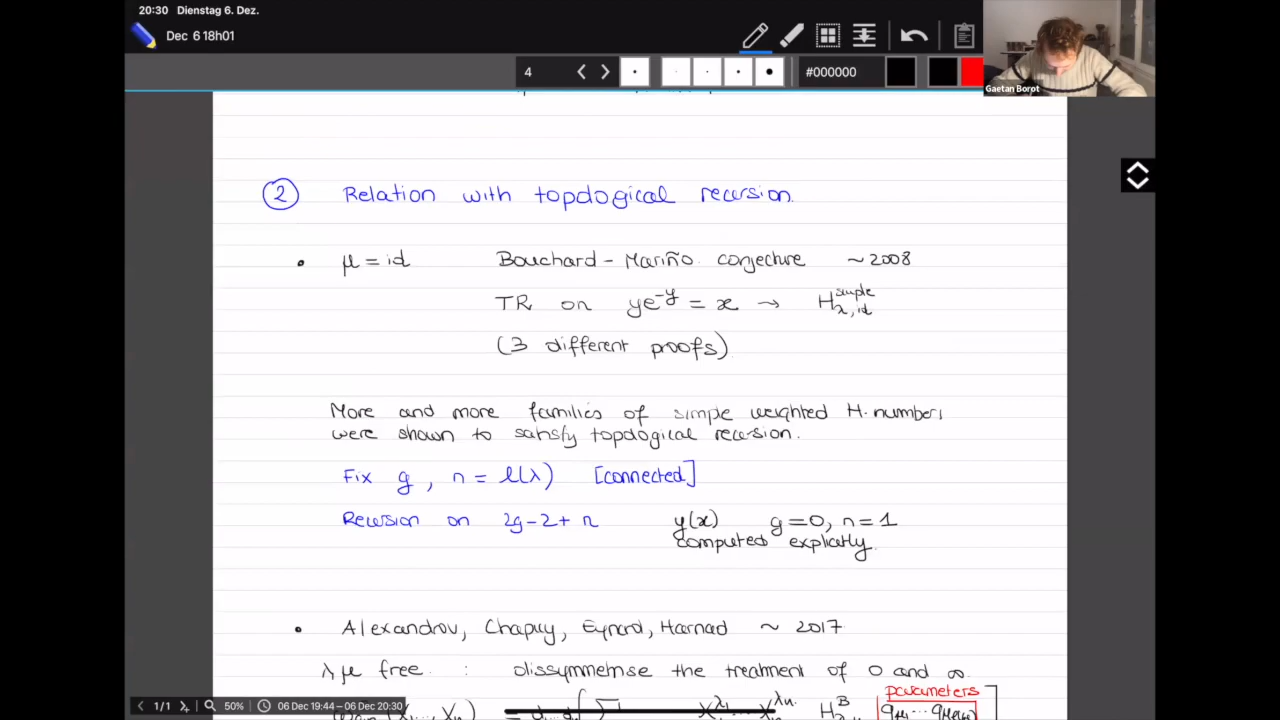 20:30 Dienstag 6. Dez.
Dec 6 18h01
4
#000000
Gaetan Borot
② Relation with topological recursion.
• μ = id Bouchard – Mariño conjecture ~ 2008
TR on ye^{-y} = x → H^{simple}_{λ, id}
(3 different proofs)
More and more families of simple weighted H. numbers
were shown to satisfy topological recursion.
Fix g, n = l(λ) [connected]
Recursion on 2g – 2 + n y(x) g = 0, n = 1
computed explicitly.
• Alexandrov, Chapuy, Eynard, Harnad ~ 2017
λ μ free : dissymmetrise the treatment of 0 and ∞
parameters
1/1
50%
06 Dec 19:44 – 06 Dec 20:30